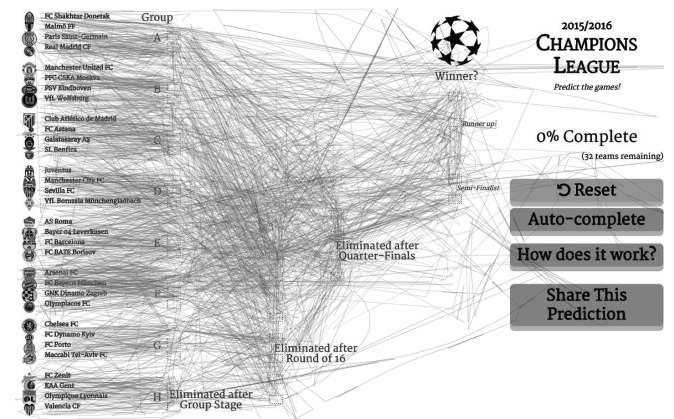 Group
FC Shakhtar Donetsk
Malmö FF
Paris Saint-Germain
Real Madrid CF
A
Manchester United FC
PFC CSKA Moskva
PSV Eindhoven
VfL Wolfsburg
B
Club Atlético de Madrid
FC Astana
Galatasaray AŞ
SL Benfica
C
Juventus
Manchester City FC
Sevilla FC
VfL Borussia Mönchengladbach
D
AS Roma
Bayer 04 Leverkusen
FC Barcelona
FC BATE Borisov
E
Arsenal FC
FC Bayern München
GNK Dinamo Zagreb
Olympiacos FC
F
Chelsea FC
FC Dynamo Kyiv
FC Porto
Maccabi Tel-Aviv FC
G
FC Zenit
KAA Gent
Olympique Lyonnais
Valencia CF
H
Eliminated after
Group Stage
Eliminated after
Round of 16
Eliminated after
Quarter-Finals
Semi-Finalist
Runner up?
Winner?
2015/2016
CHAMPIONS
LEAGUE
Predict the games!
0% Complete
(32 teams remaining)
Reset
Auto-complete
How does it work?
Share This
Prediction